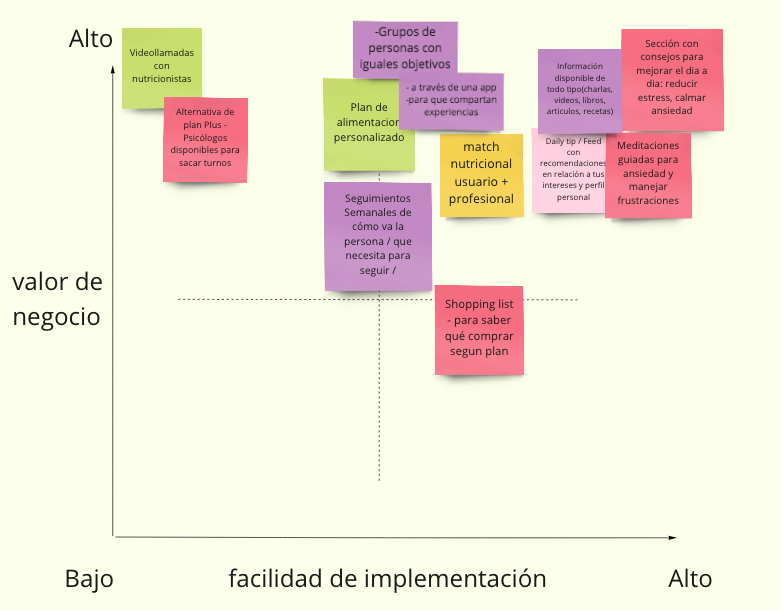 Alto
Videollamadas
con
nutricionistas
Alternativa de
plan Plus -
Psicólogos
disponibles para
sacar turnos
-Grupos de
personas con
iguales objetivos
- a través de una app
-para que compartan
experiencias
Plan de
alimentacion
personalizado
match
nutricional
usuario +
profesional
Seguimientos
Semanales de
cómo va la
persona / que
necesita para
seguir /
Información
disponible de
todo tipo(charlas,
videos, libros,
artículos, recetas)
Sección con
consejos para
mejorar el dia a
dia: reducir
estress, calmar
ansiedad
Daily tip / Feed
con
recomendaciones
en relación a tus
intereses y perfil
personal
Meditaciones
guiadas para
ansiedad y
manejar
frustraciones
Shopping list
- para saber
qué comprar
segun plan
valor de
negocio
Bajo
facilidad de implementación
Alto